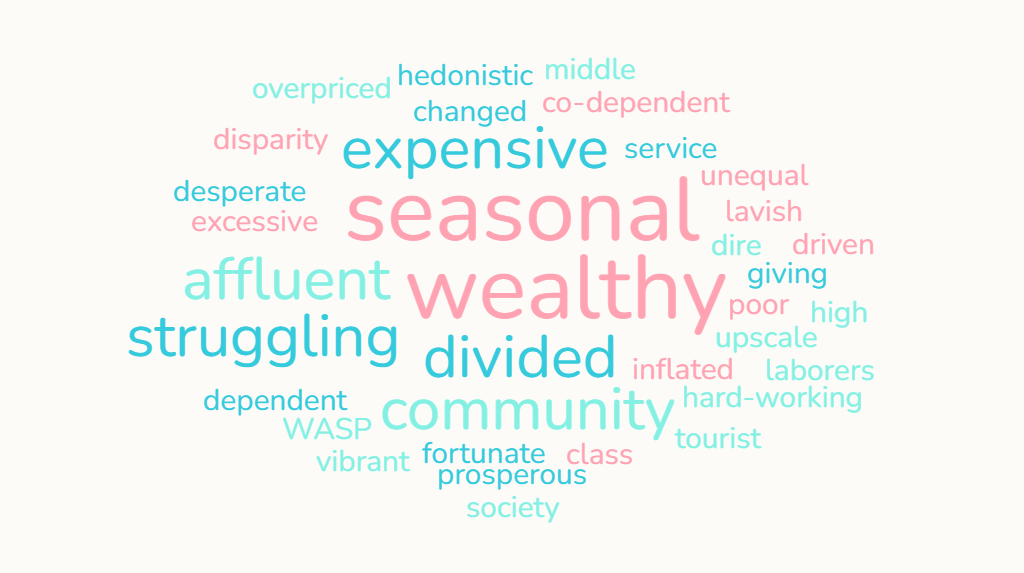 middle
overpriced hedonistic
changed co-dependent
disparity expensive service
unequal
desperate
excessive seasonal lavish
dire driven
affluent wealthy giving
poor high
struggling upscale
divided inflated laborers
dependent community hard-working
WASP tourist
vibrant fortunate class
prosperous
society